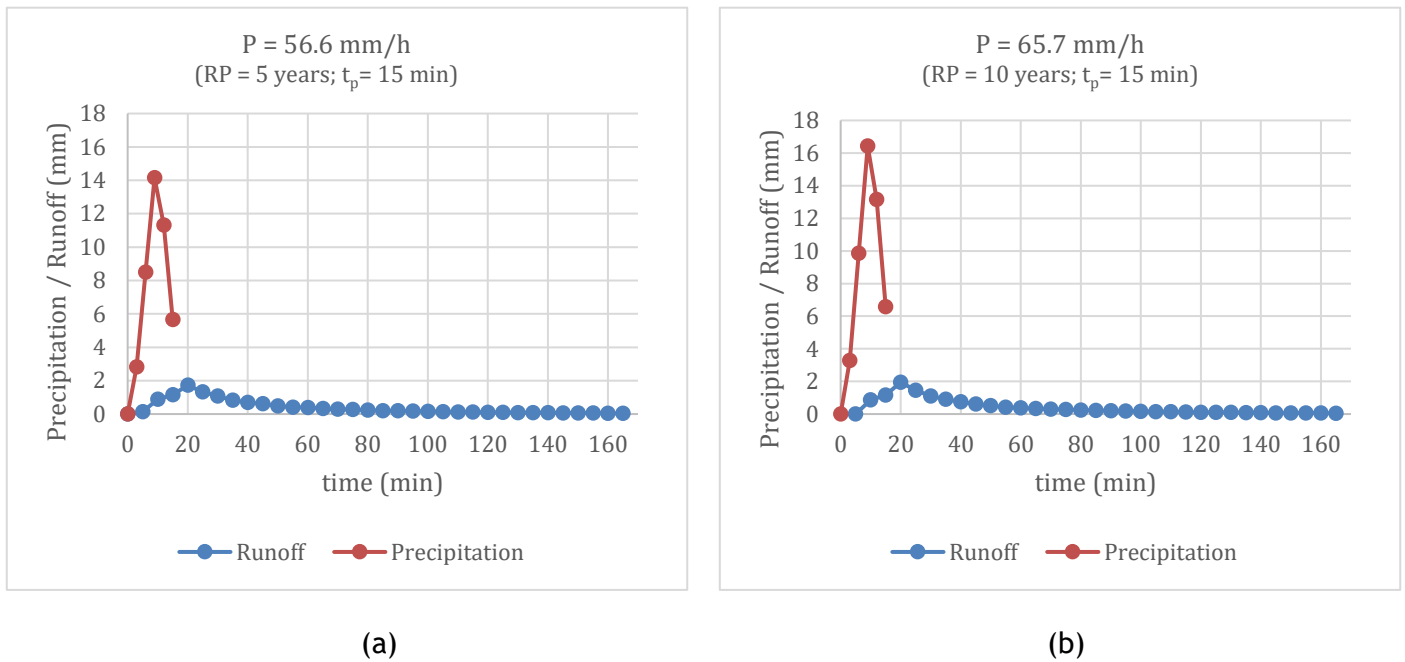 P = 56.6 mm/h
(RP = 5 years; tp= 15 min)
Precipitation / Runoff (mm)
18
16
14
12
10
8
6
4
2
0
0 20 40 60 80 100 120 140 160
time (min)
Runoff Precipitation
(a)
P = 65.7 mm/h
(RP = 10 years; tp= 15 min)
Precipitation / Runoff (mm)
18
16
14
12
10
8
6
4
2
0
0 20 40 60 80 100 120 140 160
time (min)
Runoff Precipitation
(b)